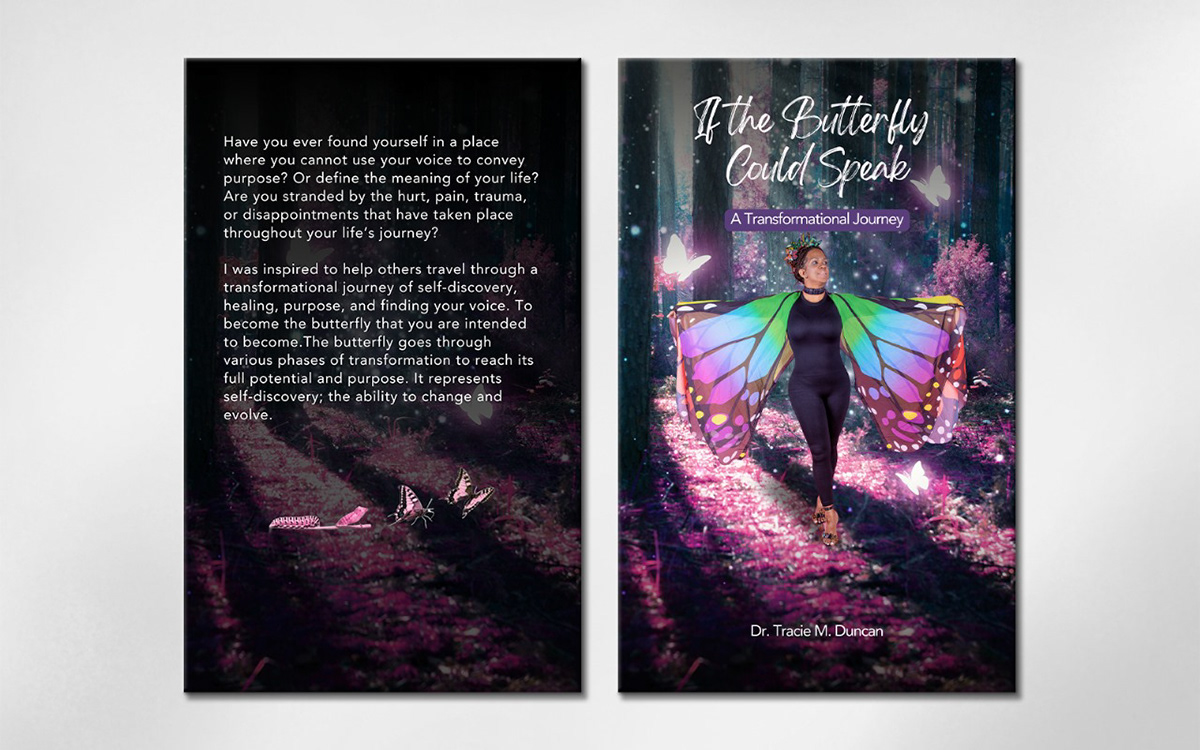 Have you ever found yourself in a place
where you cannot use your voice to convey
purpose? Or define the meaning of your life?
Are you stranded by the hurt, pain, trauma,
or disappointments that have taken place
throughout your life’s journey?
I was inspired to help others travel through a
transformational journey of self-discovery,
healing, purpose, and finding your voice. To
become the butterfly that you are intended
to become.The butterfly goes through
various phases of transformation to reach its
full potential and purpose. It represents
self-discovery; the ability to change and
evolve.
If the Butterfly
Could Speak
A Transformational Journey
Dr. Tracie M. Duncan